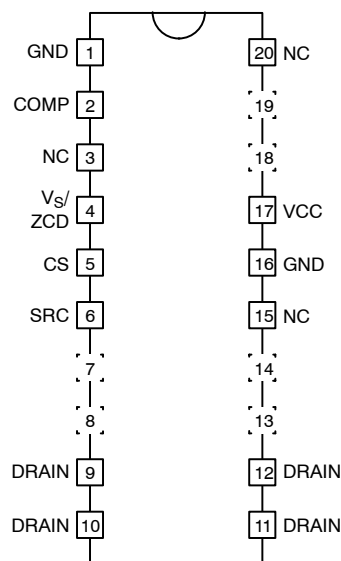 GND 1 20 NC
COMP 2 19
NC 3 18
VS/
ZCD 4 17 VCC
CS 5 16 GND
SRC 6 15 NC
7 14
8 13
DRAIN 9 12 DRAIN
DRAIN 10 11 DRAIN